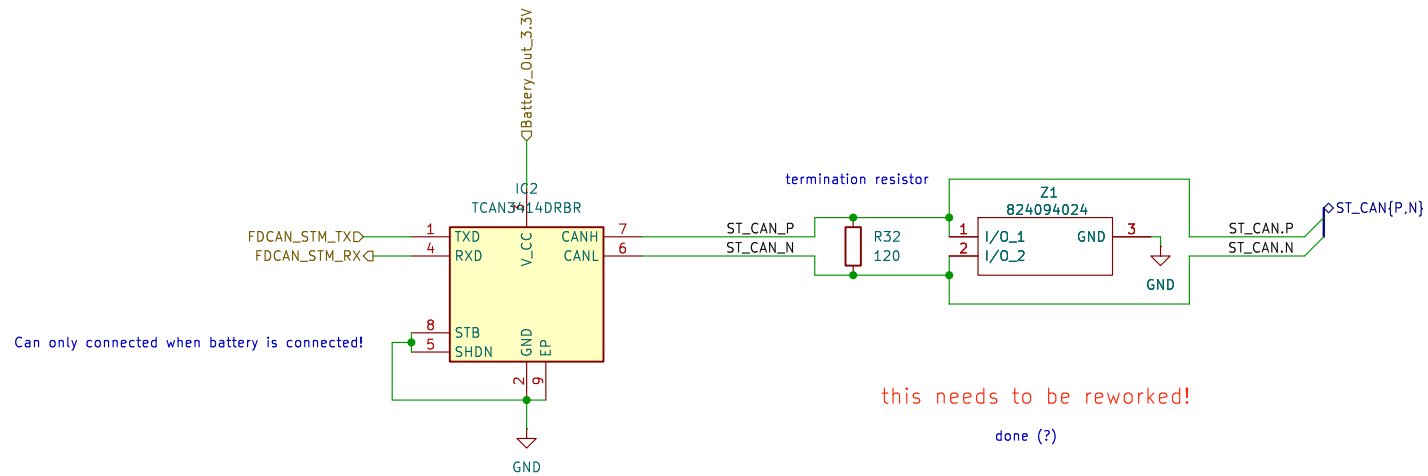 Battery_Out_3.3V
IC2
TCAN3414DRBR
3
V_CC
FDCAN_STM_TX
1
TXD
CANH
7
FDCAN_STM_RX
4
RXD
CANL
6
ST_CAN_P
ST_CAN_N
termination resistor
R32
120
Z1
824094024
1
I/O_1
GND
3
2
I/O_2
GND
ST_CAN{P,N}
ST_CAN.P
ST_CAN.N
Can only connected when battery is connected!
8
STB
5
SHDN
GND
EP
2
9
GND
this needs to be reworked!
done (?)